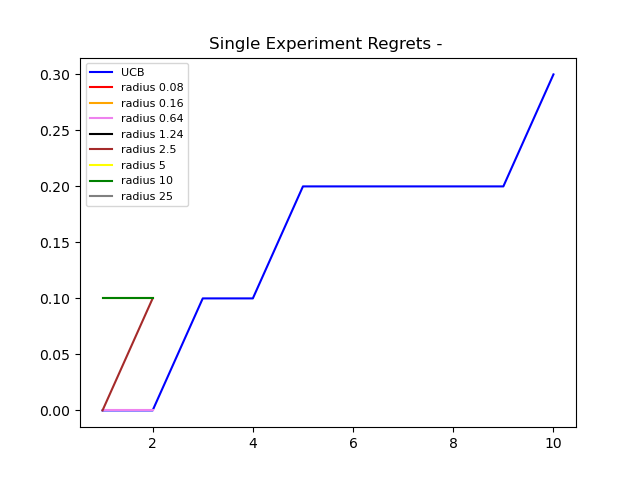 Single Experiment Regrets -
0.30
0.25
0.20
0.15
0.10
0.05
0.00
UCB
radius 0.08
radius 0.16
radius 0.64
radius 1.24
radius 2.5
radius 5
radius 10
radius 25
2
4
6
8
10